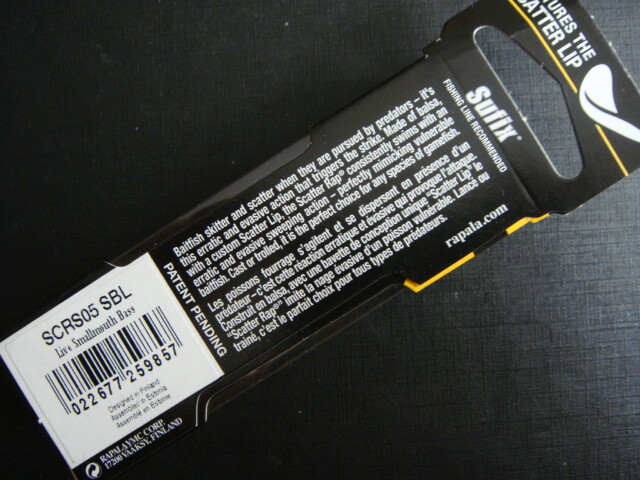 TURES THE
CATTER LIP
Sufix®
FISHING LINE RECOMMENDED
rapala.com
Baitfish skitter and scatter when they are pursued by predators – it's
this erratic and evasive action that triggers the strike. Made of balsa,
with a custom Scatter Lip, the Scatter Rap® consistently swims with an
erratic and evasive sweeping action – perfectly mimicking vulnerable
baitfish. Cast or trolled, it is the perfect choice for any species of gamefish.
Les poissons fourrage s'agitent et se dispersent en présence d'un
prédateur – c'est cette réaction erratique et évasive qui provoque l'attaque.
Construit en balsa, avec une bavette de conception unique "Scatter Lip" le
"Scatter Rap®" imite la nage évasive d'un poisson vulnérable. Lancé ou
traîne, c'est le parfait choix pour tous types de prédateurs.
PATENT PENDING
SCRS05 SBL
Live Smallmouth Bass
022677 259857
Designed in Finland
Assembled in Estonia
Assemblé en Estonie
RAPALA VMC CORP.
17200 VÄÄKSY, FINLAND